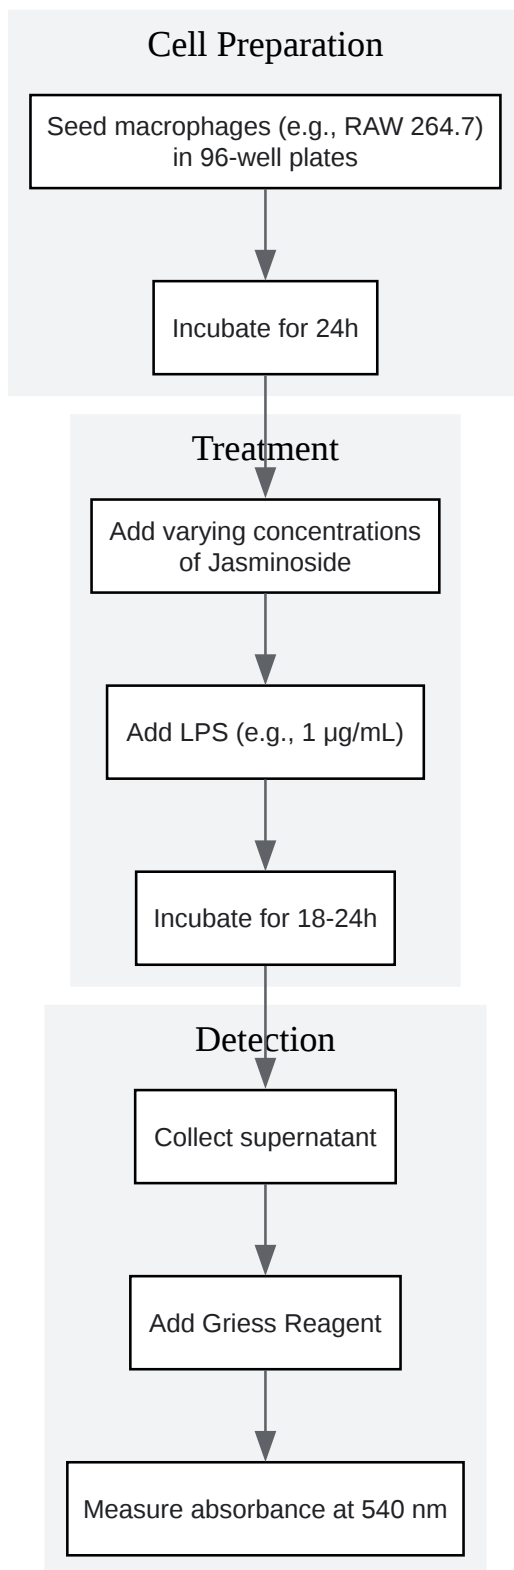 Cell Preparation
Seed macrophages (e.g., RAW 264.7)
in 96-well plates
Incubate for 24h
Treatment
Add varying concentrations
of Jasminoside
Add LPS (e.g., 1 μg/mL)
Incubate for 18-24h
Detection
Collect supernatant
Add Griess Reagent
Measure absorbance at 540 nm